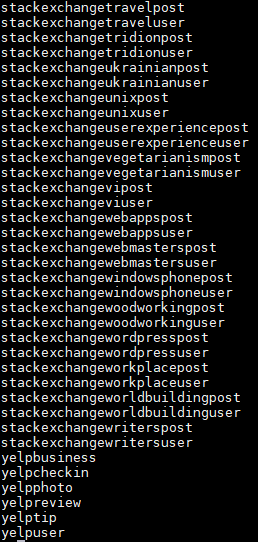 stackexchangetravelpost
stackexchangetraveluser
stackexchangetridionpost
stackexchangetridionuser
stackexchangeukrainianpost
stackexchangeukrainianuser
stackexchangeunixpost
stackexchangeunixuser
stackexchangeuserexperiencepost
stackexchangeuserexperienceuser
stackexchangevegetarianismpost
stackexchangevegetarianismuser
stackexchangevipost
stackexchangeviuser
stackexchangewebappspost
stackexchangewebappsuser
stackexchangewebmasterspost
stackexchangewebmastersuser
stackexchangewindowsphonepost
stackexchangewindowsphoneuser
stackexchangewoodworkingpost
stackexchangewoodworkinguser
stackexchangewordpresspost
stackexchangewordpressuser
stackexchangeworkplacepost
stackexchangeworkplaceuser
stackexchangeworldbuildingpost
stackexchangeworldbuildinguser
stackexchangewriterspost
stackexchangewritersuser
yelpbusiness
yelpcheckin
yelpphoto
yelpreview
yelptip
yelpuser